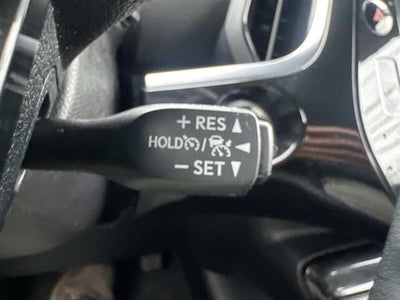 + RES ▲
HOLD / ◀
− SET ▼